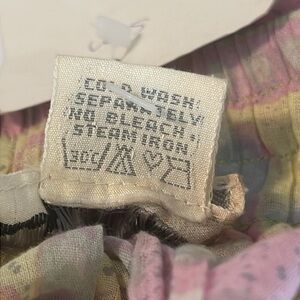 COLD WASH
SEPARATELY
NO BLEACH.
STEAM IRON.
30°C